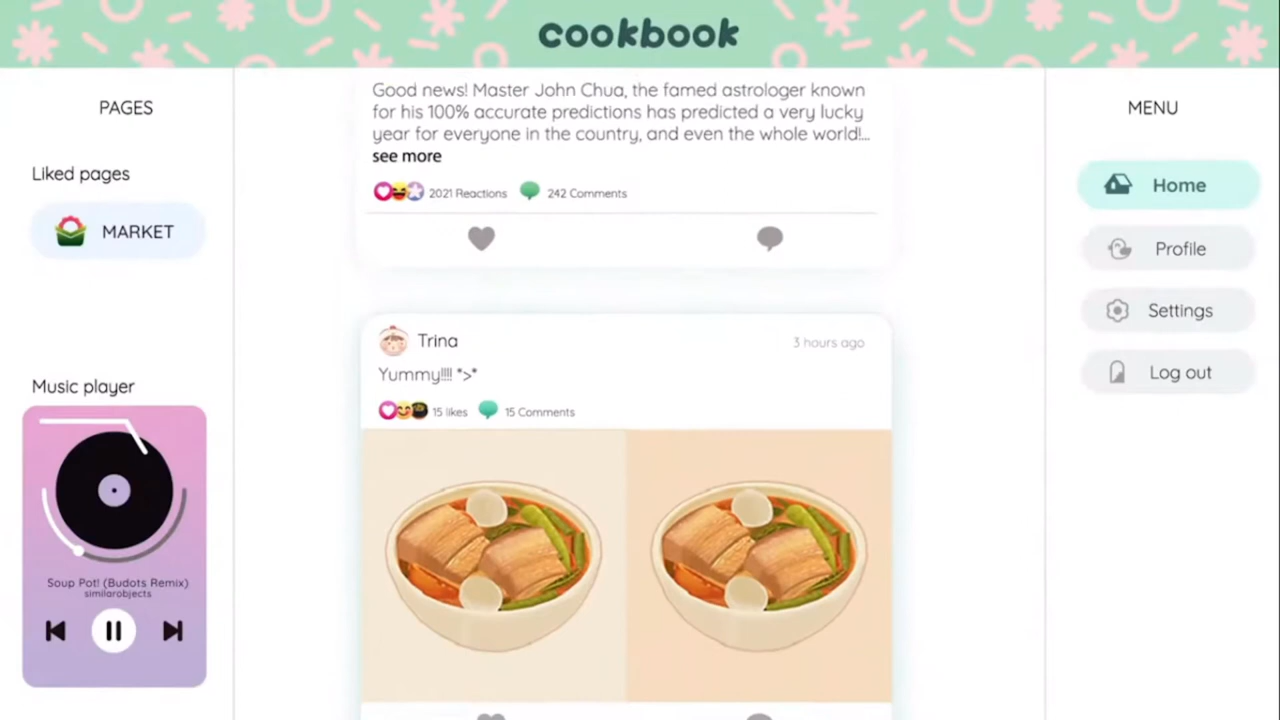 cookbook
PAGES
Liked pages
MARKET
Music player
Soup Pot! (Budots Remix)
similarobjects
Good news! Master John Chua, the famed astrologer known
for his 100% accurate predictions has predicted a very lucky
year for everyone in the country, and even the whole world!...
see more
2021 Reactions 242 Comments
Trina 3 hours ago
Yummy!!!! *>*
15 likes 15 Comments
MENU
Home
Profile
Settings
Log out